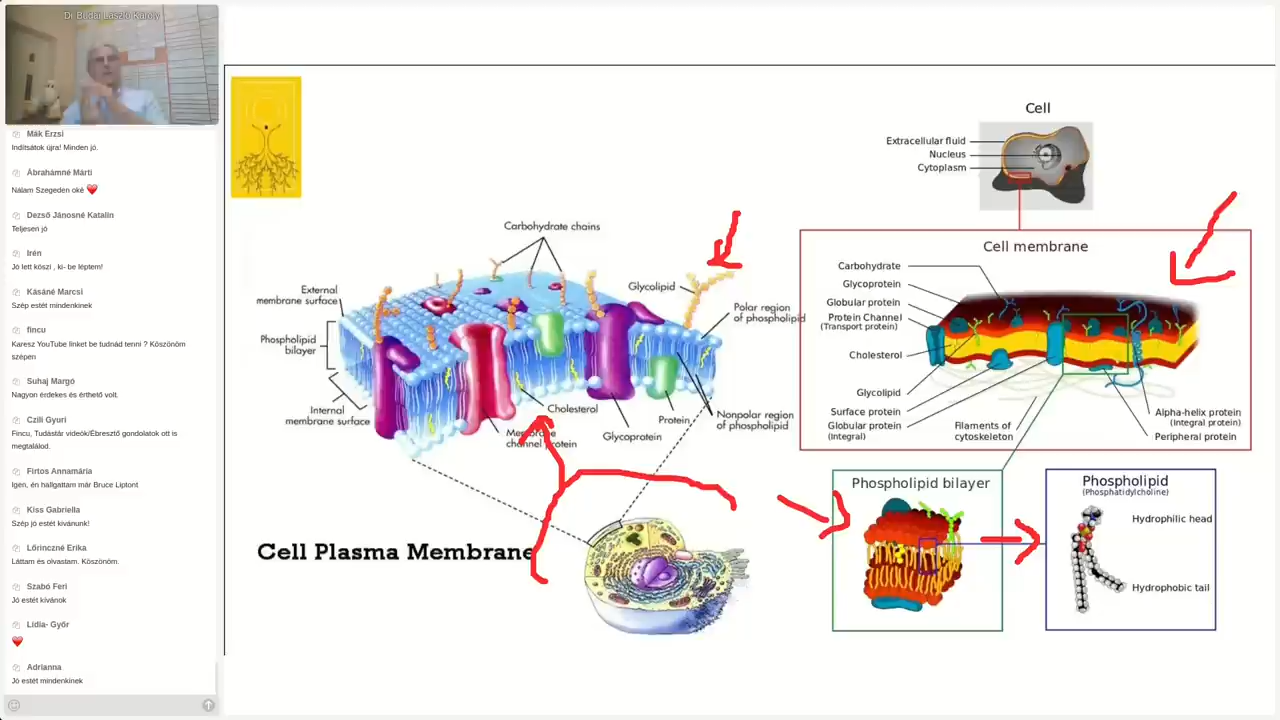 Dr Budai László Károly
Mák Erzsi
Indítsátok újra! Minden jó.
Ábrahámné Márti
Nálam Szegeden oké
Dezső Jánosné Katalin
Teljesen jó
Irén
Jó lett köszi , ki- be léptem!
Kásáné Marcsi
Szép estét mindenkinek
fincu
Karesz YouTube linket be tudnád tenni ? Köszönöm
szépen
Suhaj Margó
Nagyon érdekes és érthető volt.
Czili Gyuri
Fincu, Tudástár videók/Ébresztő gondolatok ott is
megtalálod.
Firtos Annamária
Igen, én hallgattam már Bruce Liptont
Kiss Gabriella
Szép jó estét kívánunk!
Lőrinczné Erika
Láttam és olvastam. Köszönöm.
Szabó Feri
Jó estét kívánok
Lídia- Győr
Adrianna
Jó estét mindenkinek
Carbohydrate chains
External
membrane surface
Phospholipid
bilayer
Internal
membrane surface
Glycolipid
Polar region
of phospholipid
Cholesterol
Membrane
channel protein
Glycoprotein
Protein
Nonpolar region
of phospholipid
Cell Plasma Membrane
Cell
Extracellular fluid
Nucleus
Cytoplasm
Cell membrane
Carbohydrate
Glycoprotein
Globular protein
Protein Channel
(Transport protein)
Cholesterol
Glycolipid
Surface protein
Globular protein
(Integral)
Filaments of
cytoskeleton
Alpha-helix protein
(Integral protein)
Peripheral protein
Phospholipid bilayer
Phospholipid
(Phosphatidylcholine)
Hydrophilic head
Hydrophobic tail